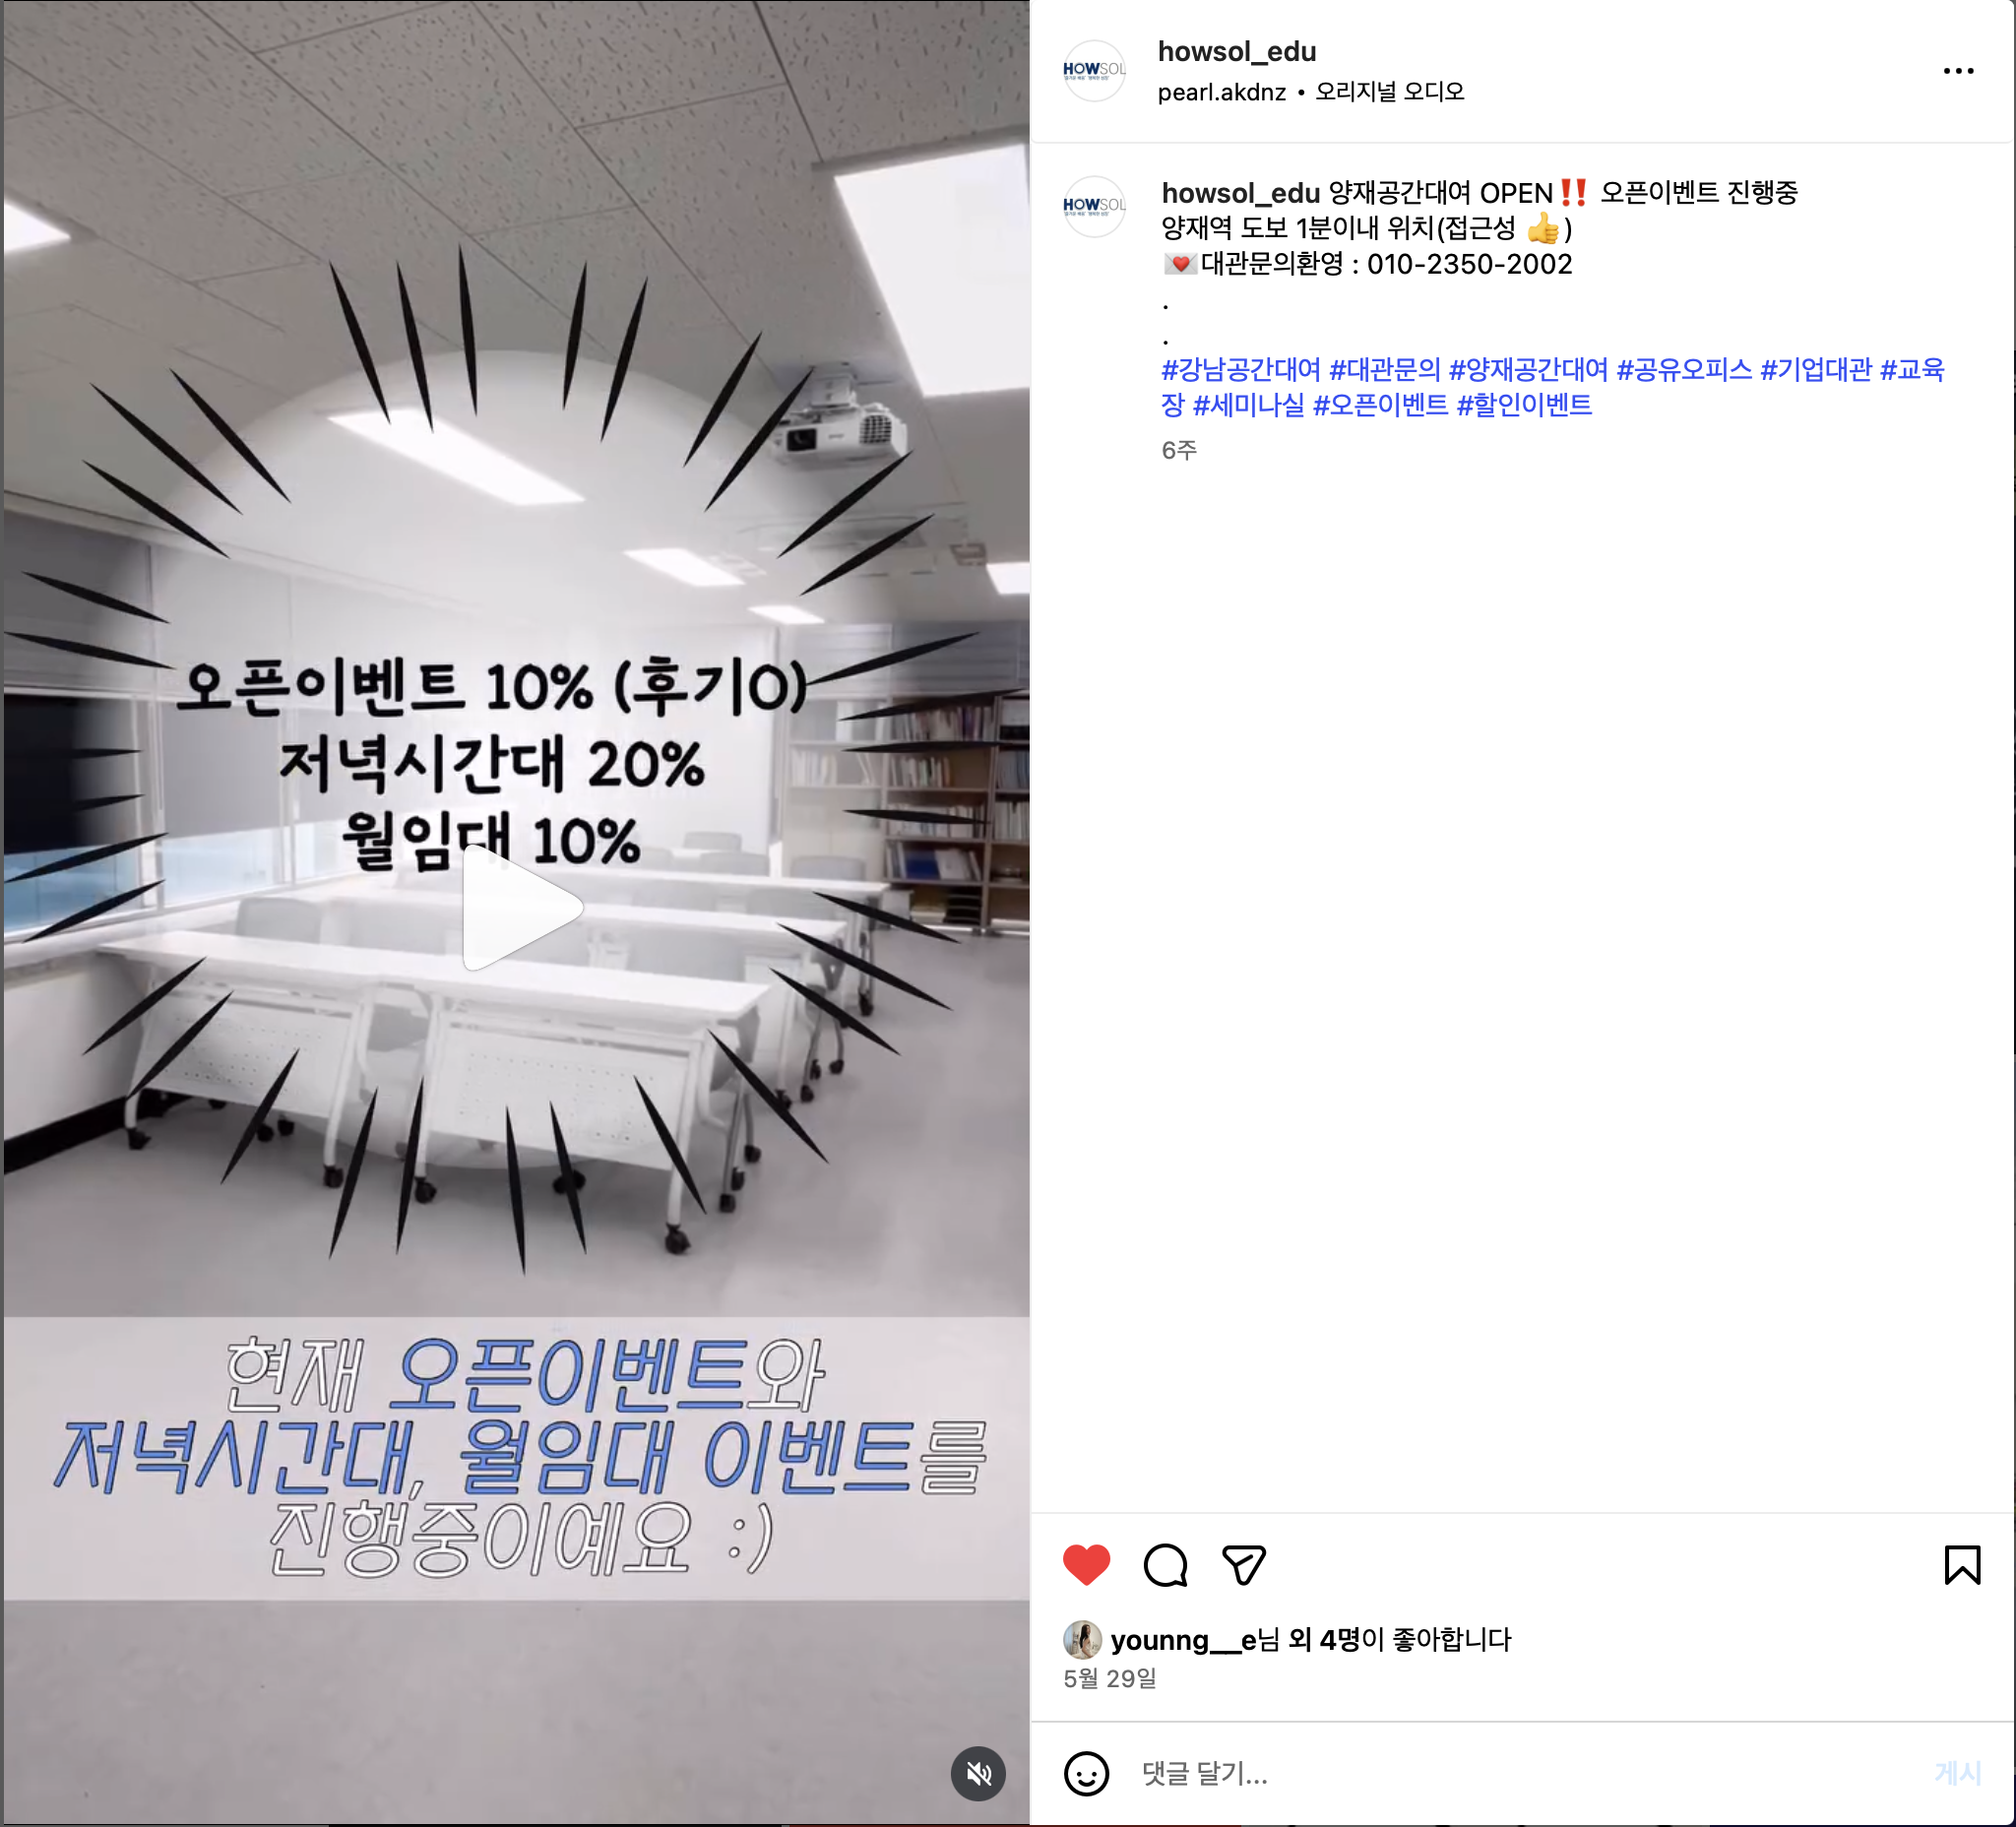 오픈이벤트 10% (후기O)
저녁시간대 20%
월임대 10%
현재 오픈이벤트와
저녁시간대, 월임대 이벤트를
진행중이예요 :)
HOWSOL
howsol_edu
pearl.akdnz • 오리지널 오디오
HOWSOL
howsol_edu 양재공간대여 OPEN‼️ 오픈이벤트 진행중
양재역 도보 1분이내 위치(접근성 👍)
💌대관문의환영 : 010-2350-2002
.
.
#강남공간대여 #대관문의 #양재공간대여 #공유오피스 #기업대관 #교육
장 #세미나실 #오픈이벤트 #할인이벤트
6주
younng__e님 외 4명이 좋아합니다
5월 29일
댓글 달기...
게시